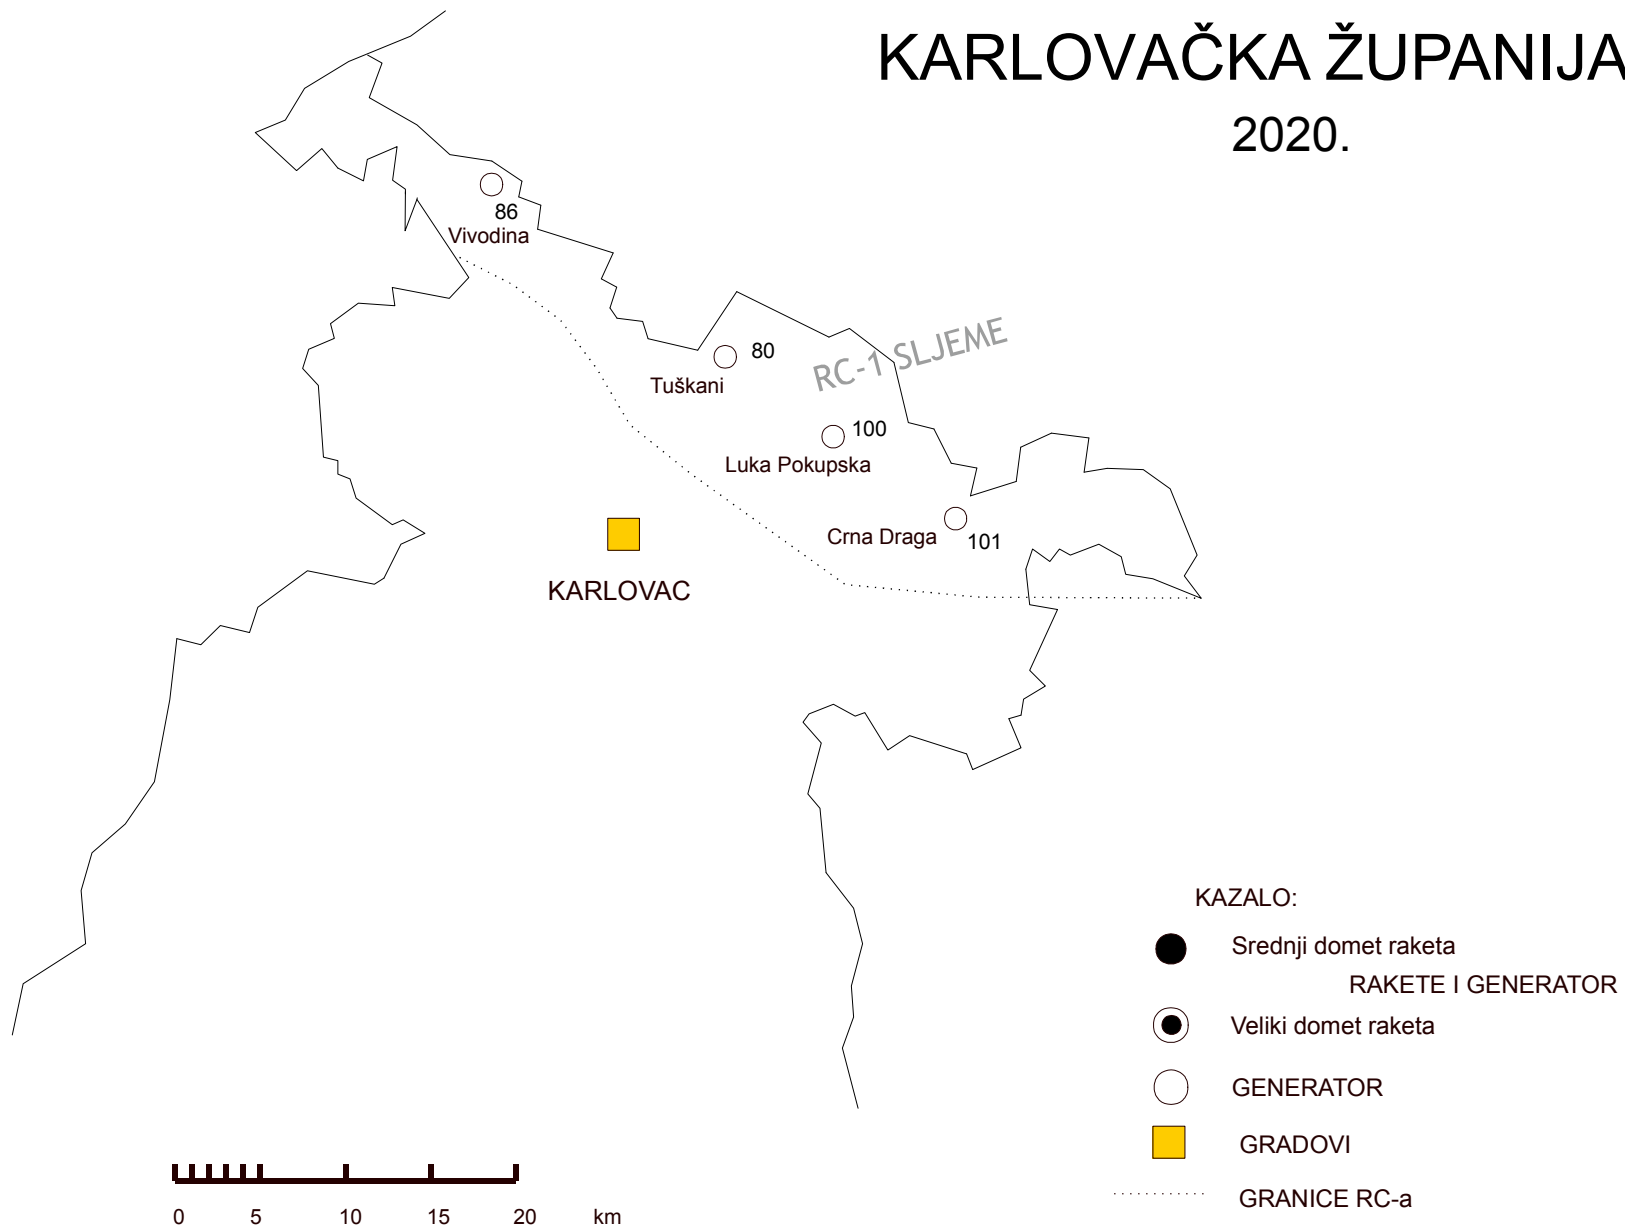 KARLOVAČKA ŽUPANIJA
2020.
86
Vivodina
80
Tuškani
RC-1 SLJEME
100
Luka Pokupska
Crna Draga
101
KARLOVAC
KAZALO:
Srednji domet raketa
RAKETE I GENERATOR
Veliki domet raketa
GENERATOR
GRADOVI
GRANICE RC-a
0 5 10 15 20 km